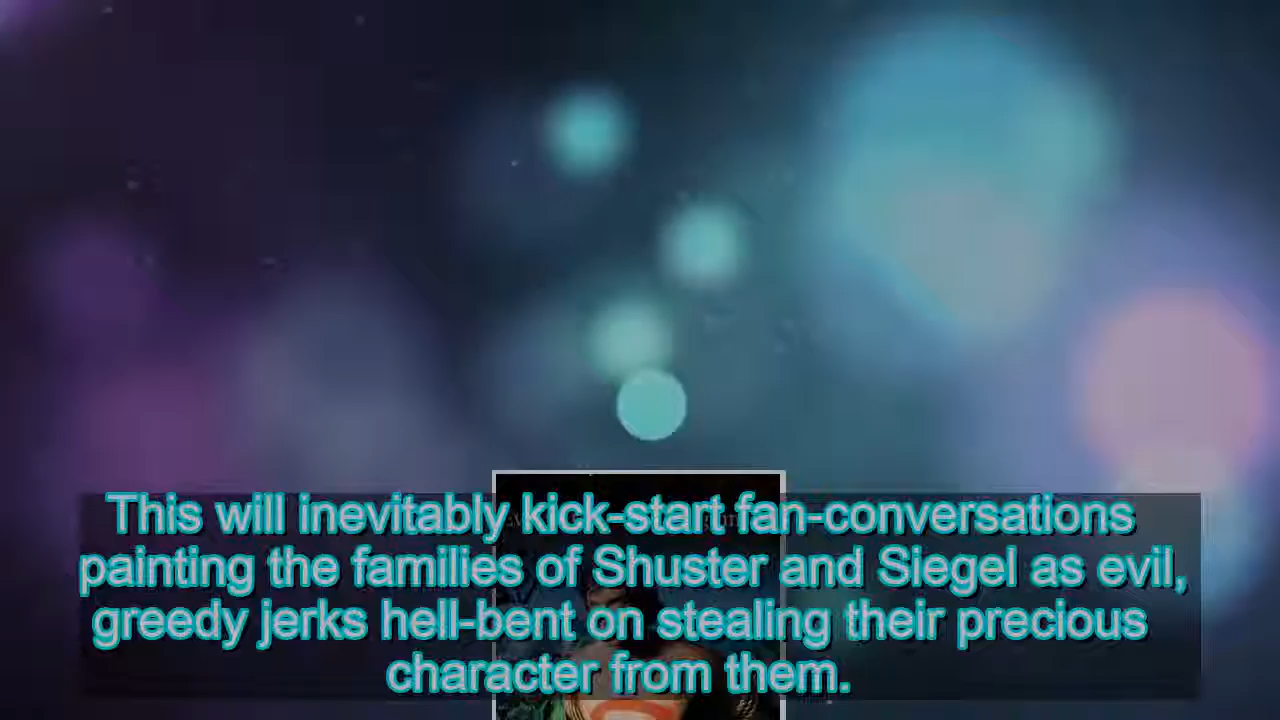 This will inevitably kick-start fan-conversations
painting the families of Shuster and Siegel as evil,
greedy jerks hell-bent on stealing their precious
character from them.